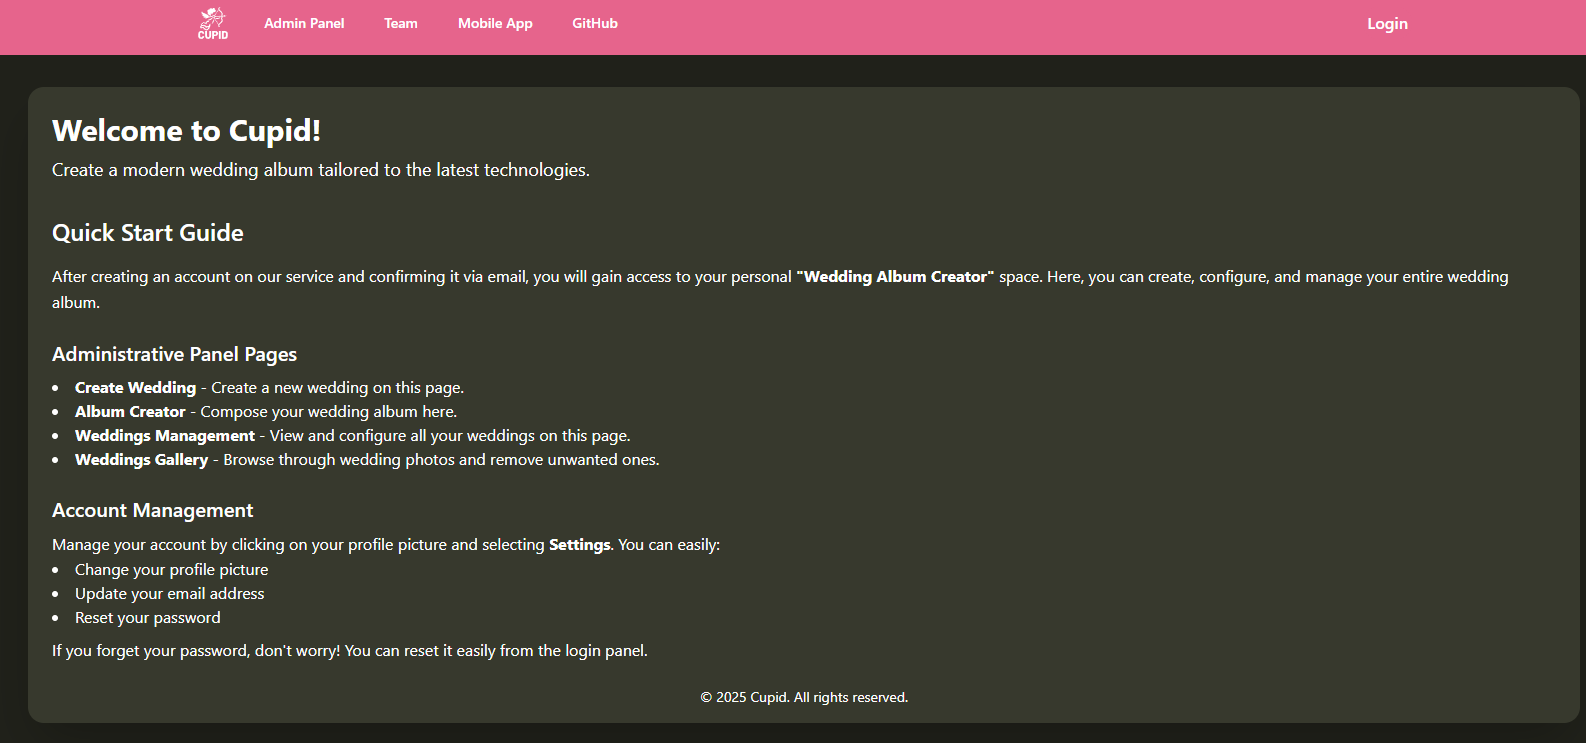 CUPID
Admin Panel Team Mobile App GitHub Login
Welcome to Cupid!
Create a modern wedding album tailored to the latest technologies.
Quick Start Guide
After creating an account on our service and confirming it via email, you will gain access to your personal "Wedding Album Creator" space. Here, you can create, configure, and manage your entire wedding
album.
Administrative Panel Pages
• Create Wedding - Create a new wedding on this page.
• Album Creator - Compose your wedding album here.
• Weddings Management - View and configure all your weddings on this page.
• Weddings Gallery - Browse through wedding photos and remove unwanted ones.
Account Management
Manage your account by clicking on your profile picture and selecting Settings. You can easily:
• Change your profile picture
• Update your email address
• Reset your password
If you forget your password, don't worry! You can reset it easily from the login panel.
© 2025 Cupid. All rights reserved.